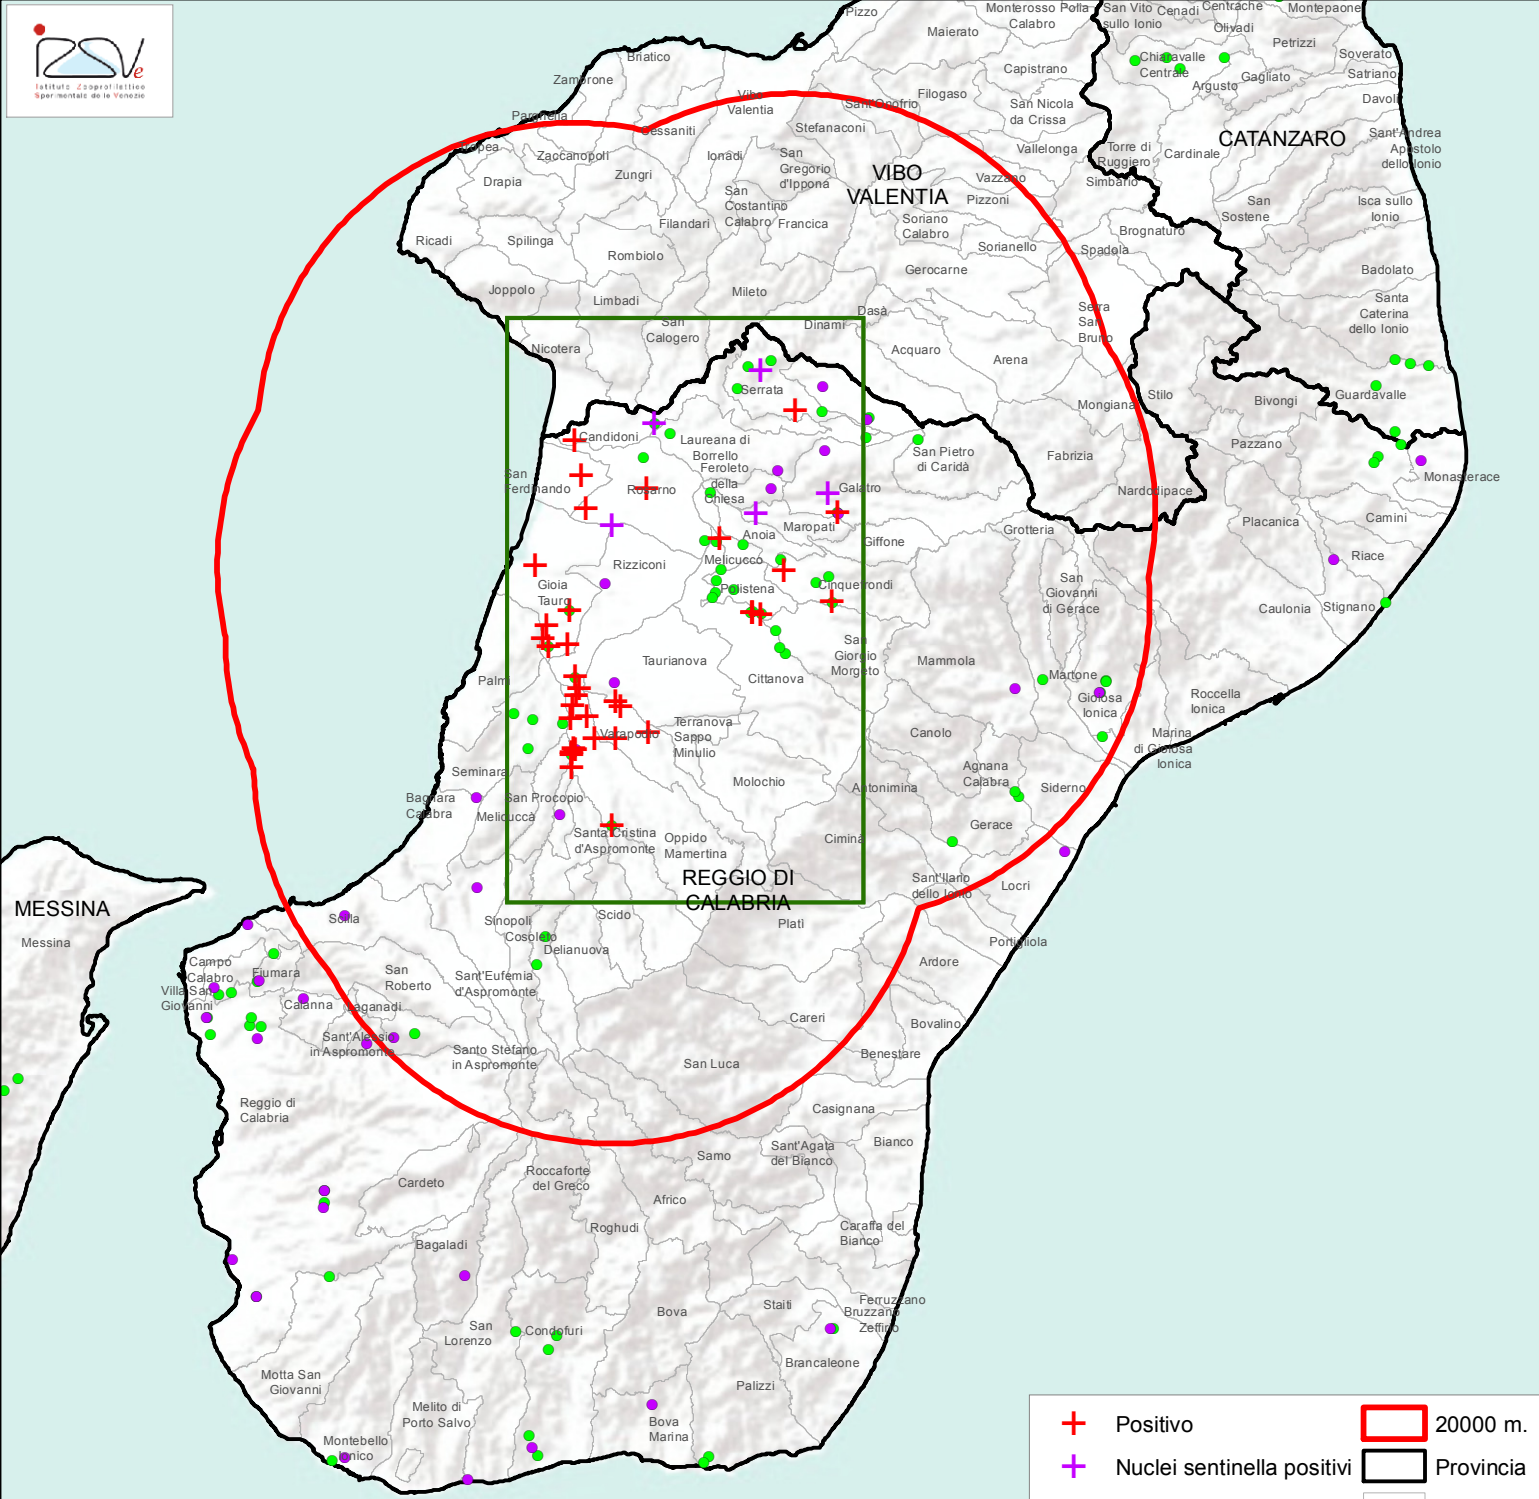 IZSVe
Istituto Zooprofilattico
Sperimentale delle Venezie
Pizzo
Monterosso
Calabro
Polia
San Vito
sullo Ionio
Cenadi
Centrache
Montepaone
Olivadi
Maierato
Petrizzi
Soverato
Briatico
Chiaravalle
Centrale
Capistrano
Gagliato
Satriano
Zambrone
Argusto
Filogaso
Davoli
Vibo
Valentia
Sant'Onofrio
San Nicola
da Crissa
Parghelia
Cessaniti
Stefanaconi
CATANZARO
Sant'Andrea
Apostolo
dello Ionio
Tropea
Zaccanopoli
Ionadi
San
Gregorio
d'Ippona
Vallelonga
Torre di
Ruggiero
Cardinale
VIBO
VALENTIA
Drapia
Zungri
Vazzano
Simbario
San
Costantino
Calabro
Pizzoni
San
Sostene
Isca sullo
Ionio
Filandari
Francica
Soriano
Calabro
Brognaturo
Ricadi
Spilinga
Sorianello
Spadola
Rombiolo
Gerocarne
Badolato
Joppolo
Limbadi
Mileto
Serra
San
Bruno
Santa
Caterina
dello Ionio
San
Calogero
Dinami
Dasà
Nicotera
Acquaro
Arena
Serrata
Stilo
Bivongi
Guardavalle
Mongiana
Candidoni
Laureana di
Borrello
San Pietro
di Caridà
Fabrizia
Pazzano
San
Ferdinando
Feroleto
della
Chiesa
Rosarno
Galatro
Nardodipace
Monasterace
Placanica
Camini
Maropati
Anoia
Giffone
Grotteria
Riace
Rizziconi
Melicucco
Gioia
Tauro
Polistena
Cinquefrondi
San
Giovanni
di Gerace
Caulonia
Stignano
San
Giorgio
Morgeto
Taurianova
Mammola
Palmi
Cittanova
Martone
Gioiosa
Ionica
Roccella
Ionica
Terranova
Sappo
Minulio
Varapodio
Canolo
Marina
di Gioiosa
Ionica
Seminara
Agnana
Calabra
Molochio
Antonimina
Siderno
Bagnara
Calabra
San Procopio
Melicuccà
Gerace
Santa Cristina
d'Aspromonte
Oppido
Mamertina
Ciminà
REGGIO DI
CALABRIA
Sant'Ilario
dello Ionio
Locri
MESSINA
Messina
Scilla
Sinopoli
Scido
Platì
Cosoleto
Delianuova
Portigliola
Campo
Calabro
Fiumara
San
Roberto
Sant'Eufemia
d'Aspromonte
Ardore
Villa San
Giovanni
Calanna
Laganadi
Careri
Bovalino
Sant'Alessio
in Aspromonte
Santo Stefano
in Aspromonte
San Luca
Benestare
Reggio di
Calabria
Casignana
Bianco
Samo
Sant'Agata
del Bianco
Roccaforte
del Greco
Cardeto
Africo
Roghudi
Caraffa del
Bianco
Bagaladi
Staiti
Ferruzzano
Bruzzano
Zeffirio
Bova
San
Lorenzo
Condofuri
Brancaleone
Motta San
Giovanni
Palizzi
Melito di
Porto Salvo
Bova
Marina
Montebello
Ionico
Positivo
20000 m.
Nuclei sentinella positivi
Provincia